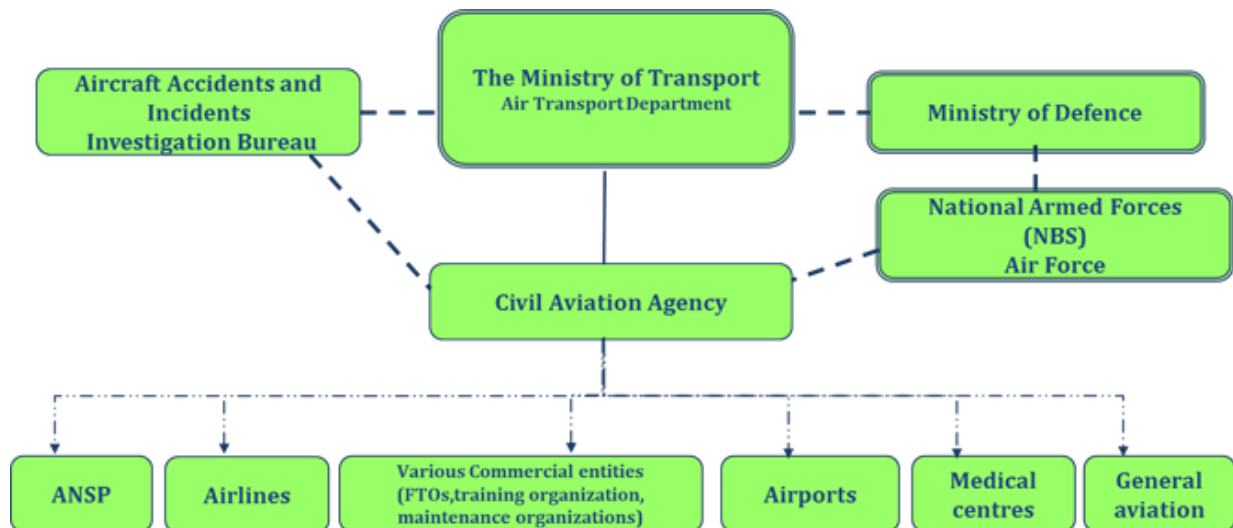 The Ministry of Transport
Air Transport Department
Aircraft Accidents and
Incidents
Investigation Bureau
Ministry of Defence
National Armed Forces
(NBS)
Air Force
Civil Aviation Agency
ANSP
Airlines
Various Commercial entities
(FTOs,training organization,
maintenance organizations)
Airports
Medical
centres
General
aviation